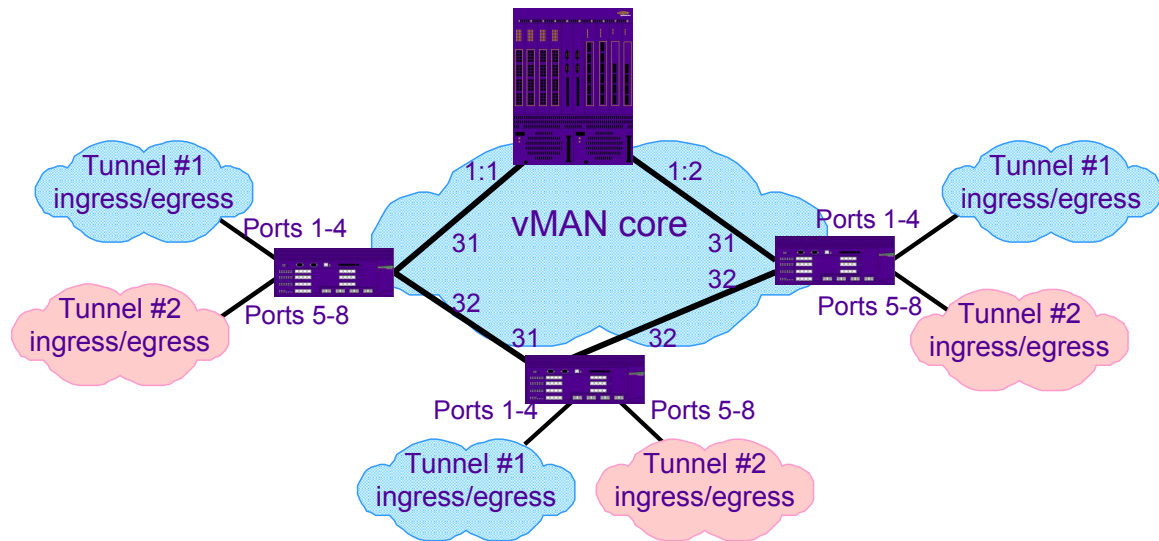 1:1
1:2
Tunnel #1
ingress/egress
Tunnel #1
ingress/egress
Ports 1-4
31
vMAN core
31
Ports 1-4
Tunnel #2
ingress/egress
Ports 5-8
32
32
Ports 5-8
Tunnel #2
ingress/egress
31
32
Ports 1-4
Ports 5-8
Tunnel #1
ingress/egress
Tunnel #2
ingress/egress